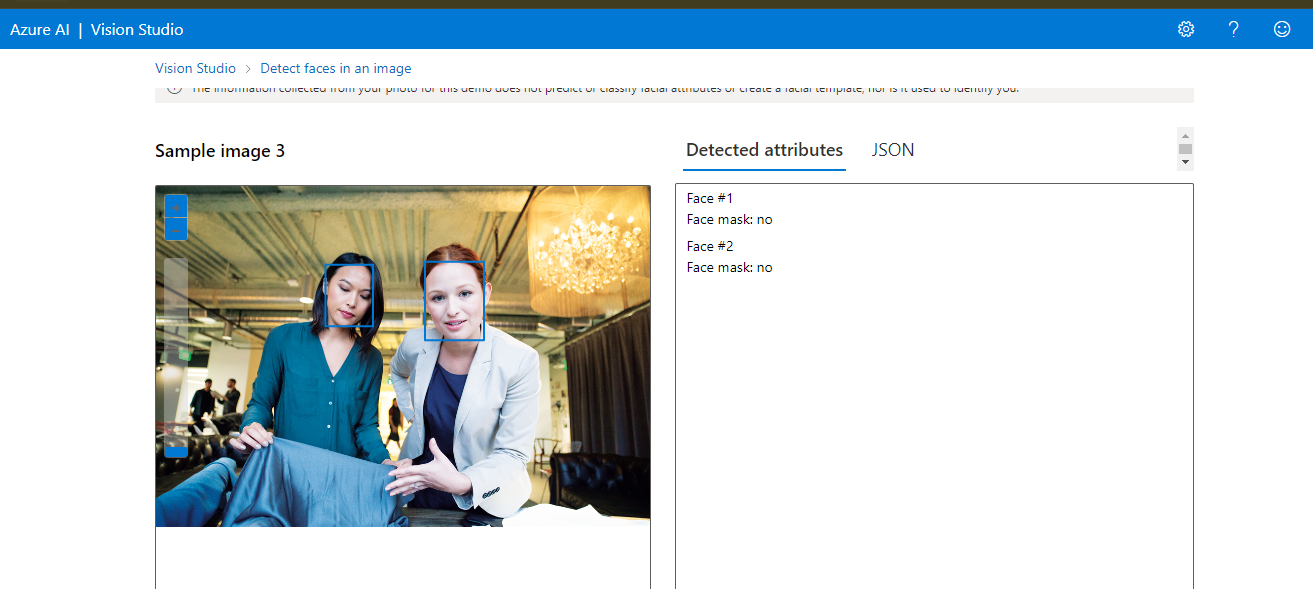 Azure AI | Vision Studio
Vision Studio > Detect faces in an image
The information collected from your photo for this demo does not predict or classify facial attributes or create a facial template, nor is it used to identify you.
Sample image 3
Detected attributes
JSON
Face #1
Face mask: no
Face #2
Face mask: no